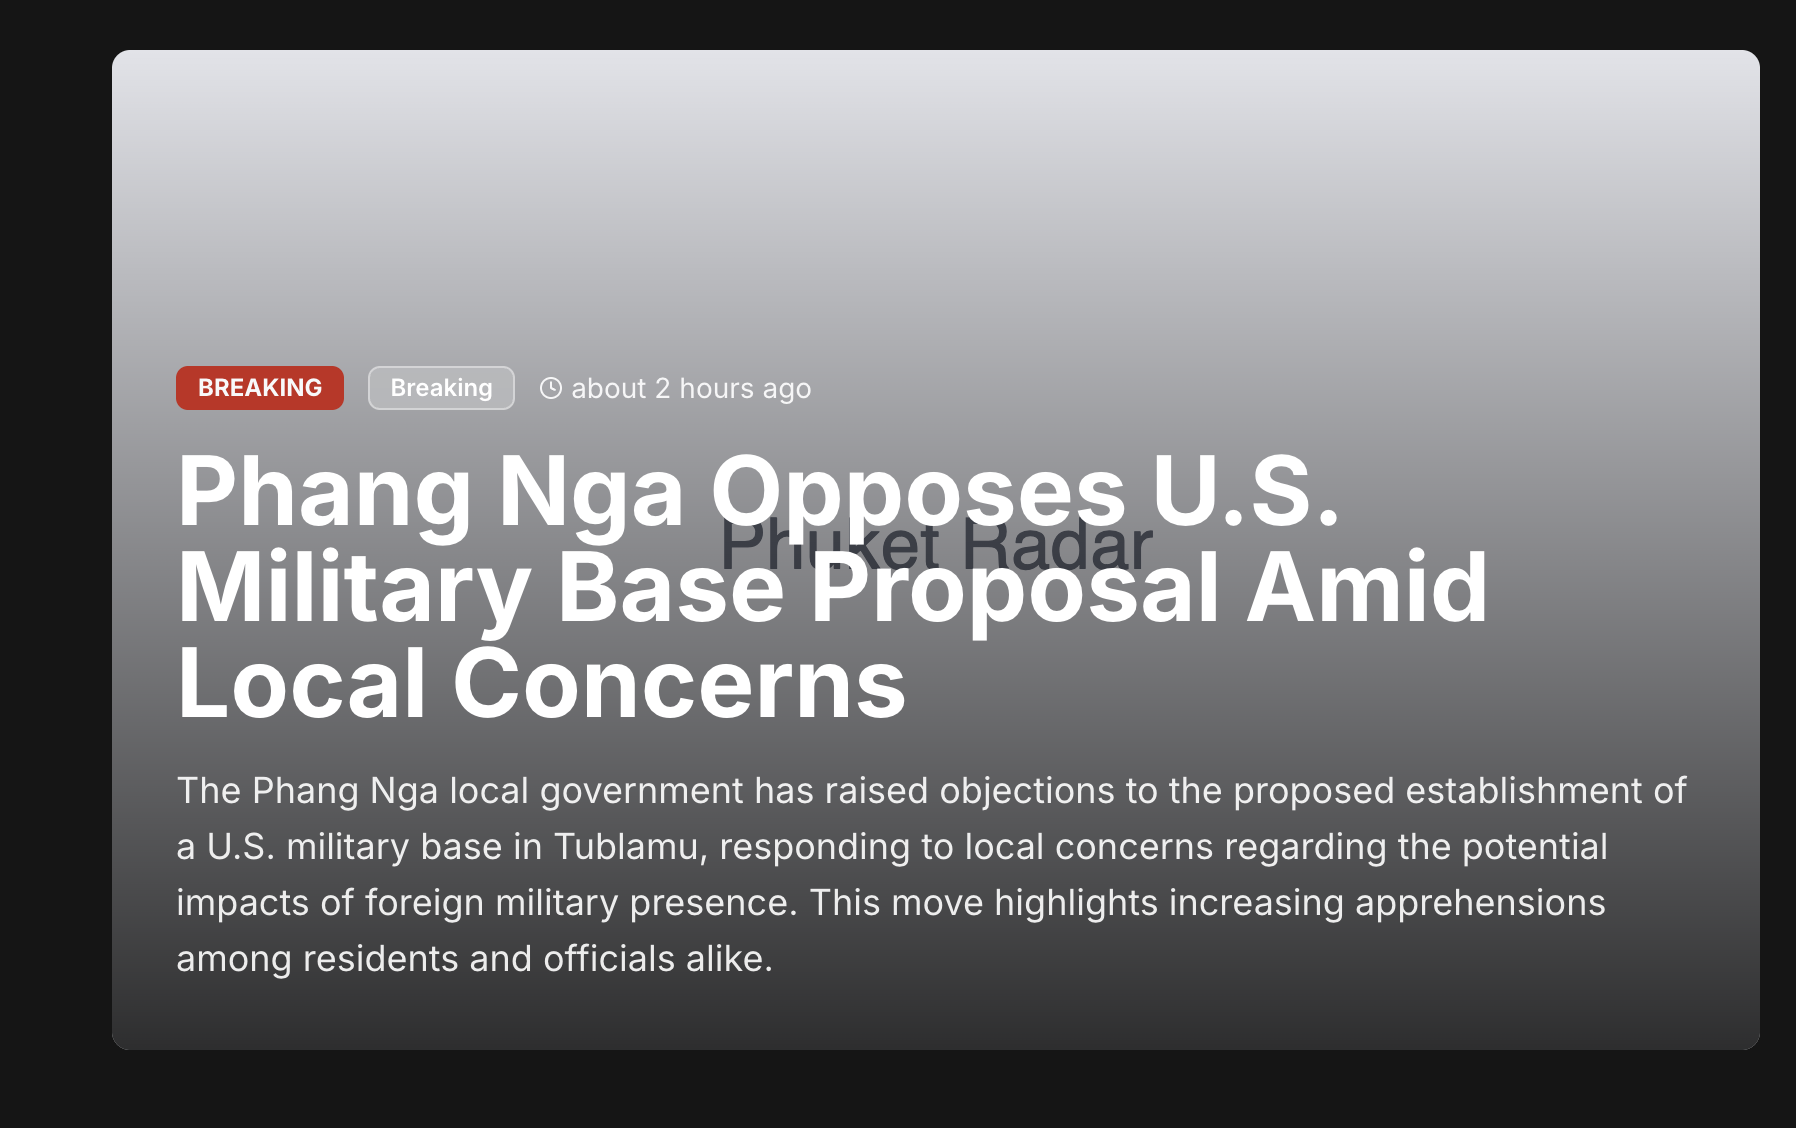 BREAKING Breaking about 2 hours ago
Phang Nga Opposes U.S.
Phuket Radar
Military Base Proposal Amid
Local Concerns
The Phang Nga local government has raised objections to the proposed establishment of
a U.S. military base in Tublamu, responding to local concerns regarding the potential
impacts of foreign military presence. This move highlights increasing apprehensions
among residents and officials alike.